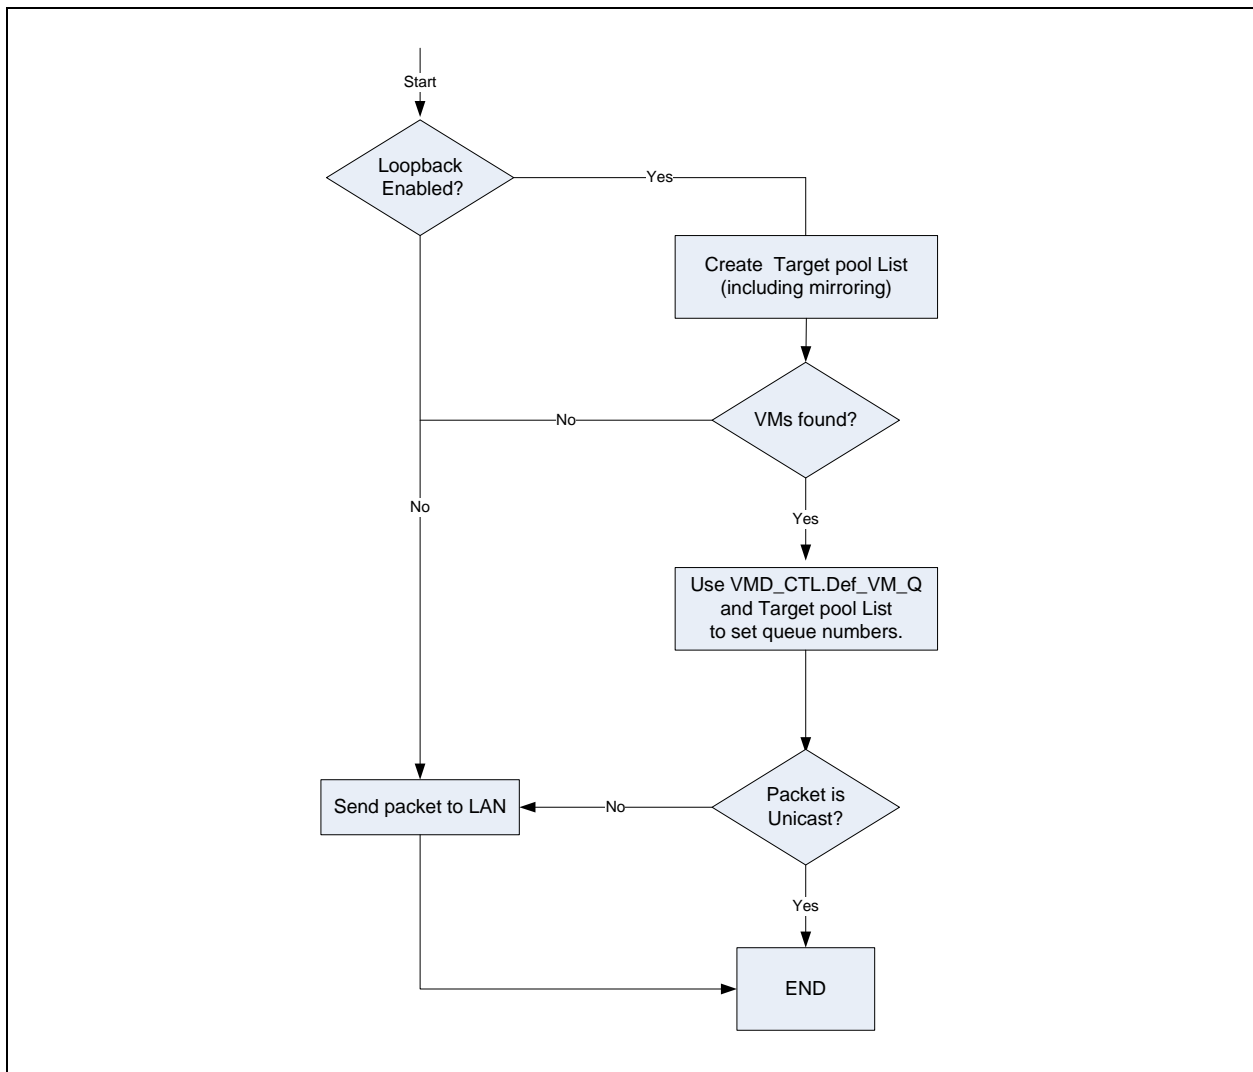 Start
Loopback
Enabled?
Yes
Create Target pool List
(including mirroring)
VMs found?
No
No
Yes
Use VMD_CTL.Def_VM_Q
and Target pool List
to set queue numbers.
Packet is
Unicast?
No
Send packet to LAN
Yes
END